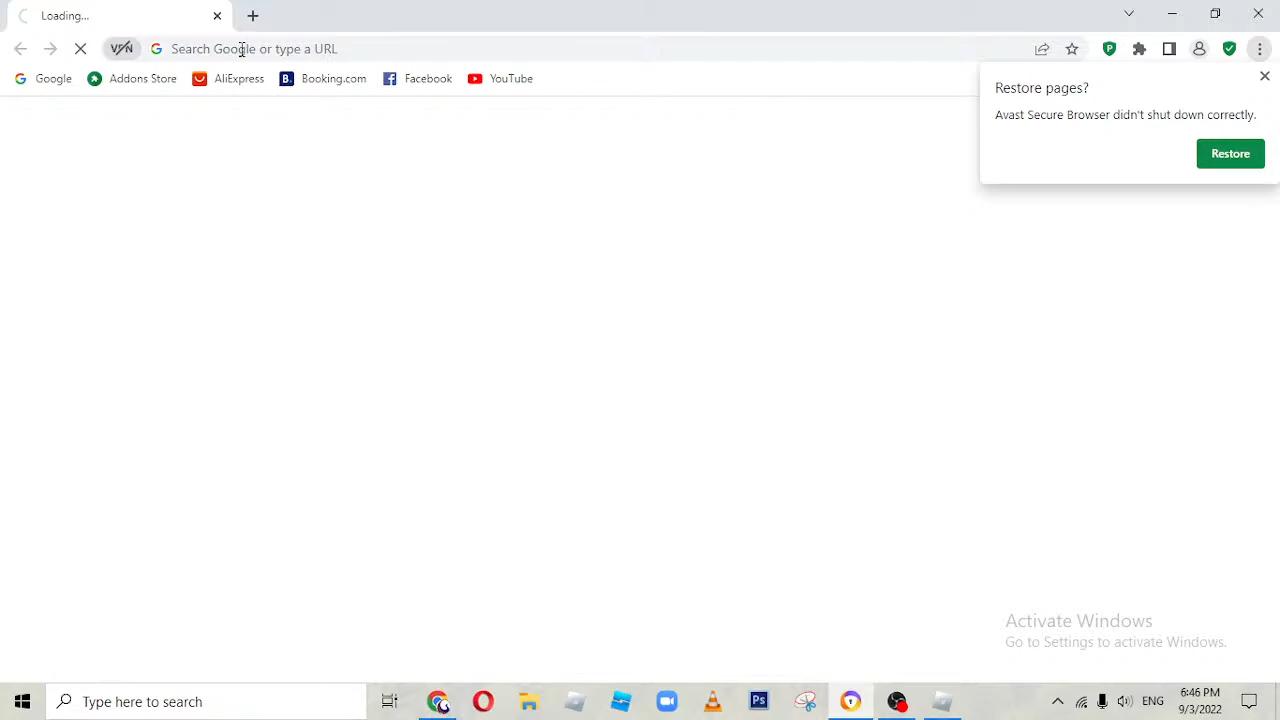 Loading...
VPN
Search Google or type a URL
Google
Addons Store
AliExpress
B. Booking.com
Facebook
YouTube
Restore pages?
Avast Secure Browser didn't shut down correctly.
Restore
Activate Windows
Go to Settings to activate Windows.
Type here to search
Ps
ENG
6:46 PM
9/3/2022